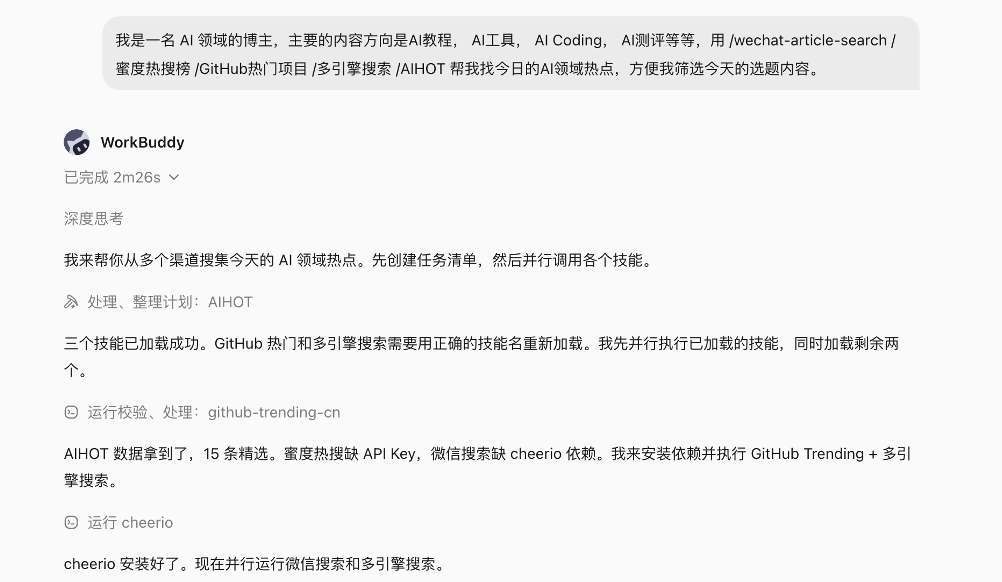 我是一名 AI 领域的博主，主要的内容方向是AI教程， AI工具， AI Coding， AI测评等等，用 /wechat-article-search /
蜜度热搜榜 /GitHub热门项目 /多引擎搜索 /AIHOT 帮我找今日的AI领域热点，方便我筛选今天的选题内容。
WorkBuddy
已完成 2m26s
深度思考
我来帮你从多个渠道搜集今天的 AI 领域热点。先创建任务清单，然后并行调用各个技能。
处理、整理计划：AIHOT
三个技能已加载成功。GitHub 热门和多引擎搜索需要用正确的技能名重新加载。我先并行执行已加载的技能，同时加载剩余两
个。
运行校验、处理：github-trending-cn
AIHOT 数据拿到了，15 条精选。蜜度热搜缺 API Key，微信搜索缺 cheerio 依赖。我来安装依赖并执行 GitHub Trending + 多引
擎搜索。
运行 cheerio
cheerio 安装好了。现在并行运行微信搜索和多引擎搜索。